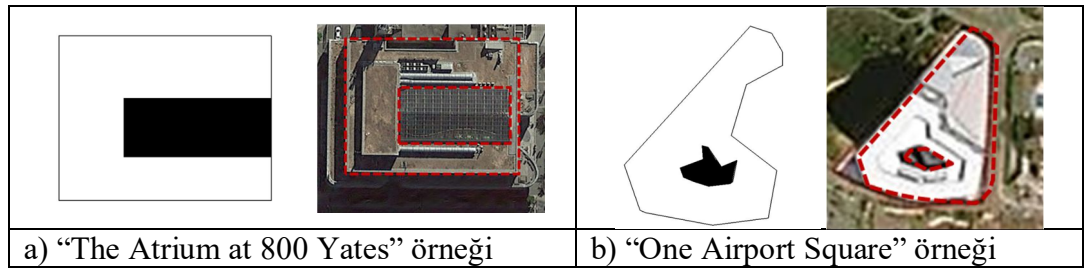 a) “The Atrium at 800 Yates” örneği
b) “One Airport Square” örneği